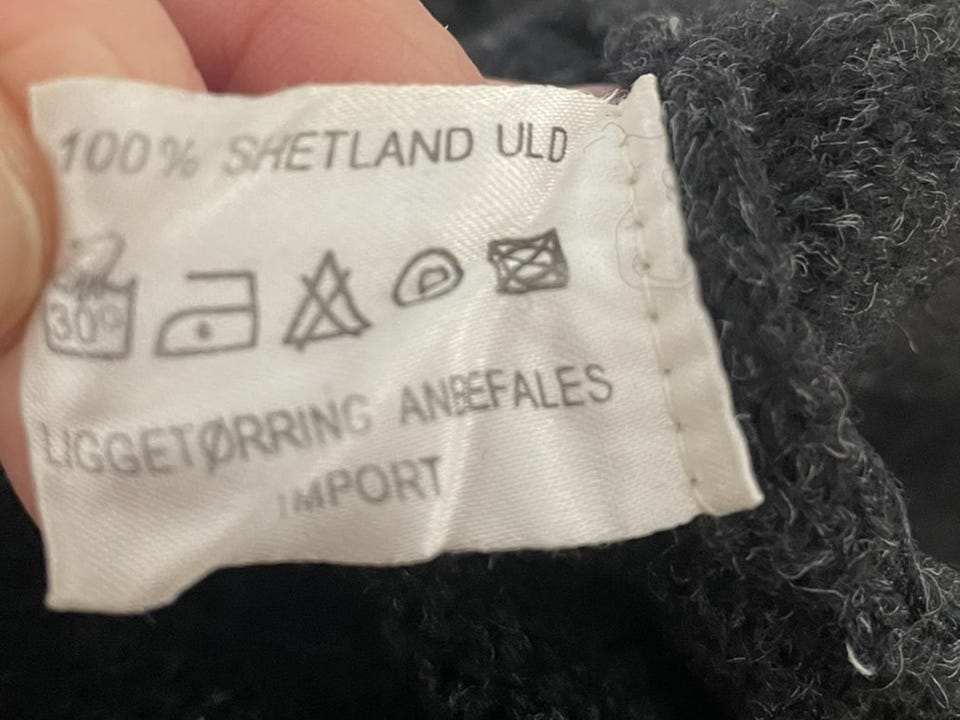 100% SHETLAND ULD
30°
P
LIGGETØRRING ANBEFALES
IMPORT